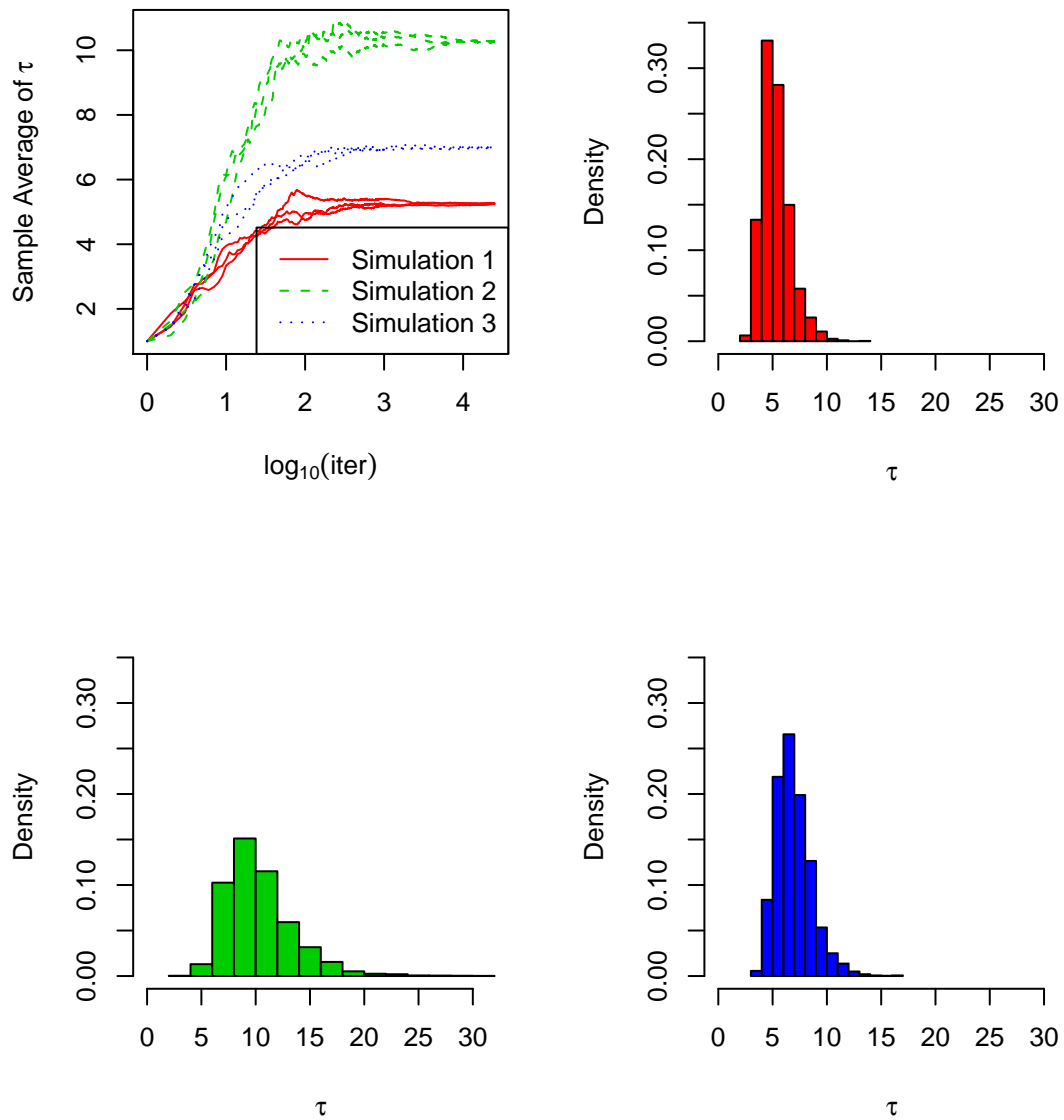 Sample Average of τ
10
8
6
4
2
0 1 2 3 4
log10(iter)
Simulation 1
Simulation 2
Simulation 3
Density
0.30
0.20
0.10
0.00
0 5 10 15 20 25 30
τ
Density
0.30
0.20
0.10
0.00
0 5 10 15 20 25 30
τ
Density
0.30
0.20
0.10
0.00
0 5 10 15 20 25 30
τ